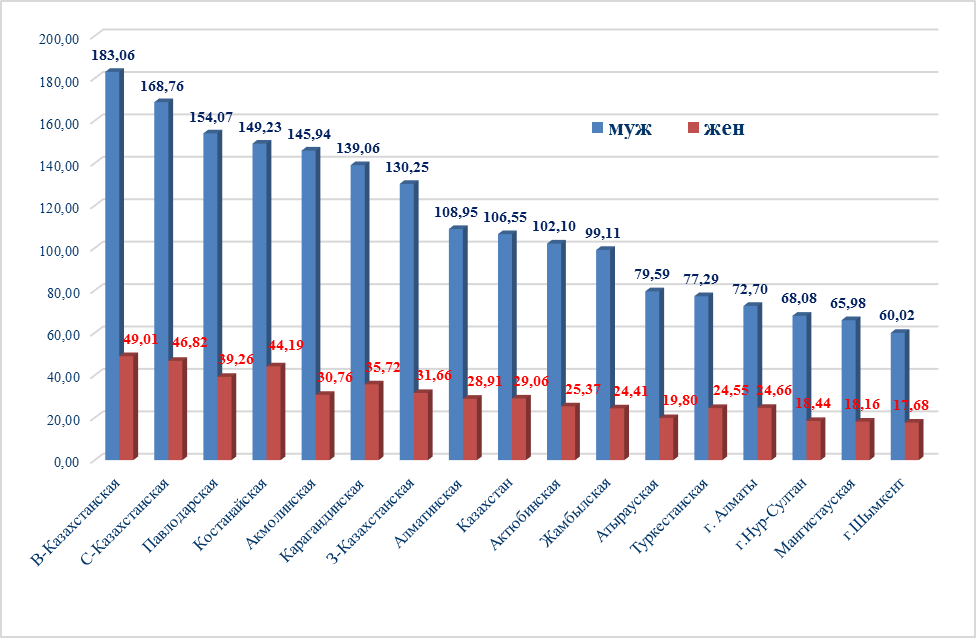 200,00
180,00
160,00
140,00
120,00
100,00
80,00
60,00
40,00
20,00
0,00
муж жен
183,06 168,76 154,07 149,23 145,94 139,06 130,25 108,95 106,55 102,10 99,11 79,59 77,29 72,70 68,08 65,98 60,02
49,01 46,82 39,26 44,19 30,76 35,72 31,66 28,91 29,06 25,37 24,41 19,80 24,55 24,66 18,44 18,16 17,68
В-Казахстанская
С-Казахстанская
Павлодарская
Костанайская
Акмолинская
Карагандинская
З-Казахстанская
Алматинская
Казахстан
Актюбинская
Жамбылская
Атырауская
Туркестанская
г. Алматы
г.Нур-Султан
Мангистауская
г.Шымкент